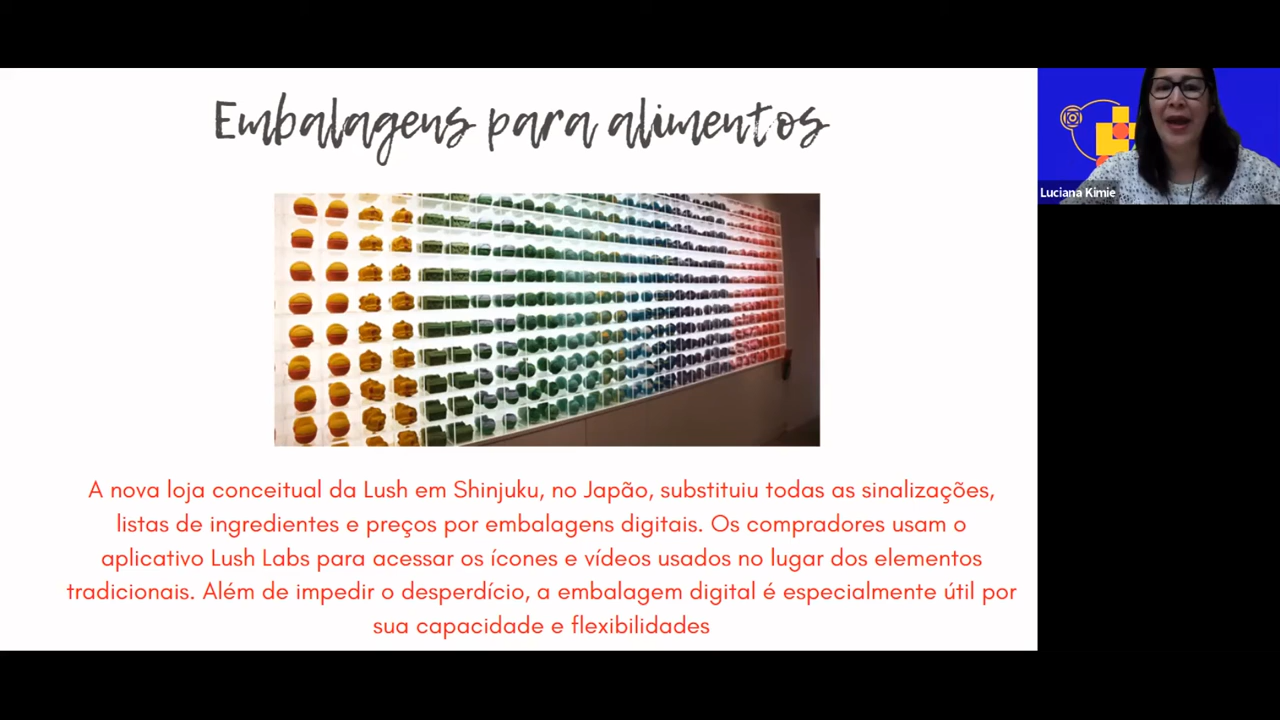 Embalagens para alimentos
Luciana Kimie
A nova loja conceitual da Lush em Shinjuku, no Japão, substituiu todas as sinalizações,
listas de ingredientes e preços por embalagens digitais. Os compradores usam o
aplicativo Lush Labs para acessar os ícones e vídeos usados no lugar dos elementos
tradicionais. Além de impedir o desperdício, a embalagem digital é especialmente útil por
sua capacidade e flexibilidades